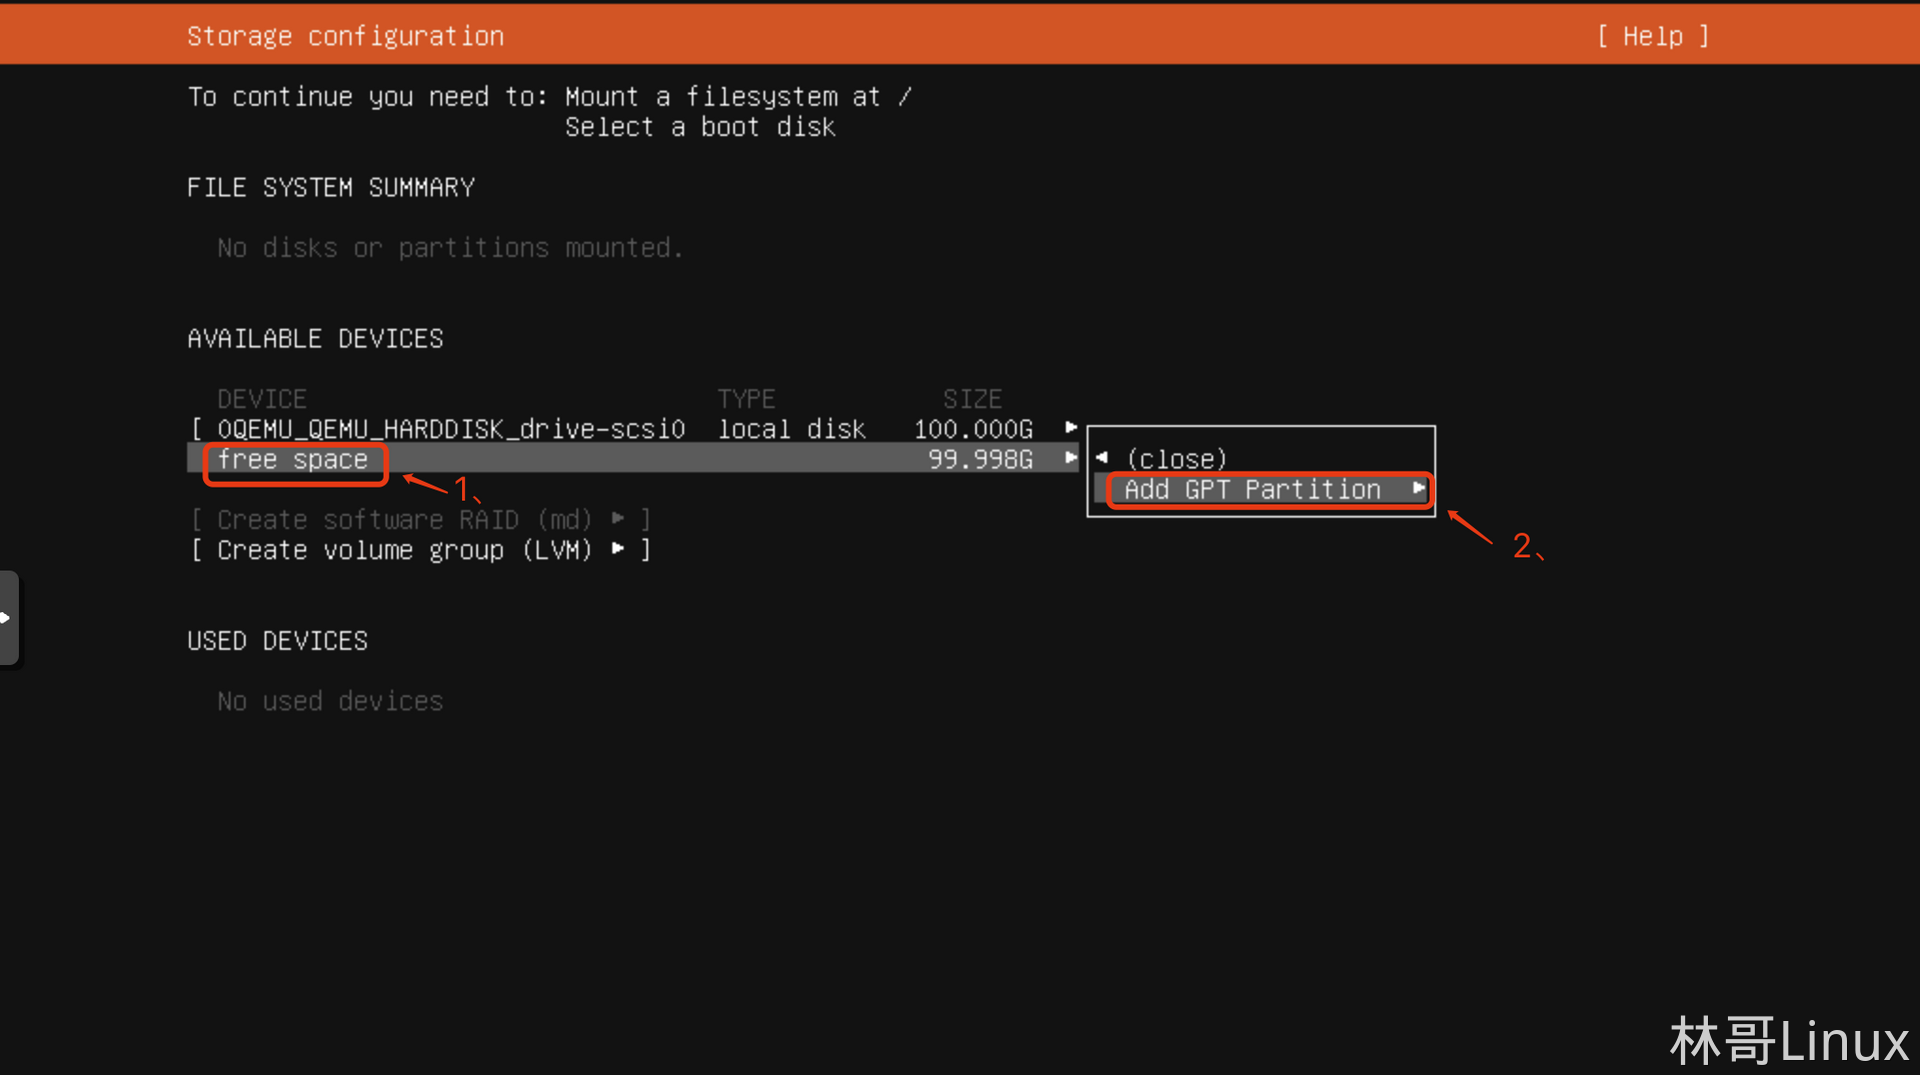 Storage configuration [ Help ]
To continue you need to: Mount a filesystem at /
Select a boot disk
FILE SYSTEM SUMMARY
No disks or partitions mounted.
AVAILABLE DEVICES
DEVICE TYPE SIZE
[ 0QEMU_QEMU_HARDDISK_drive-scsi0 local disk 100.000G ▶
free space 99.998G ▶
◀ (close)
Add GPT Partition ▶
1、
2、
[ Create software RAID (md) ▶ ]
[ Create volume group (LVM) ▶ ]
USED DEVICES
No used devices
林哥Linux